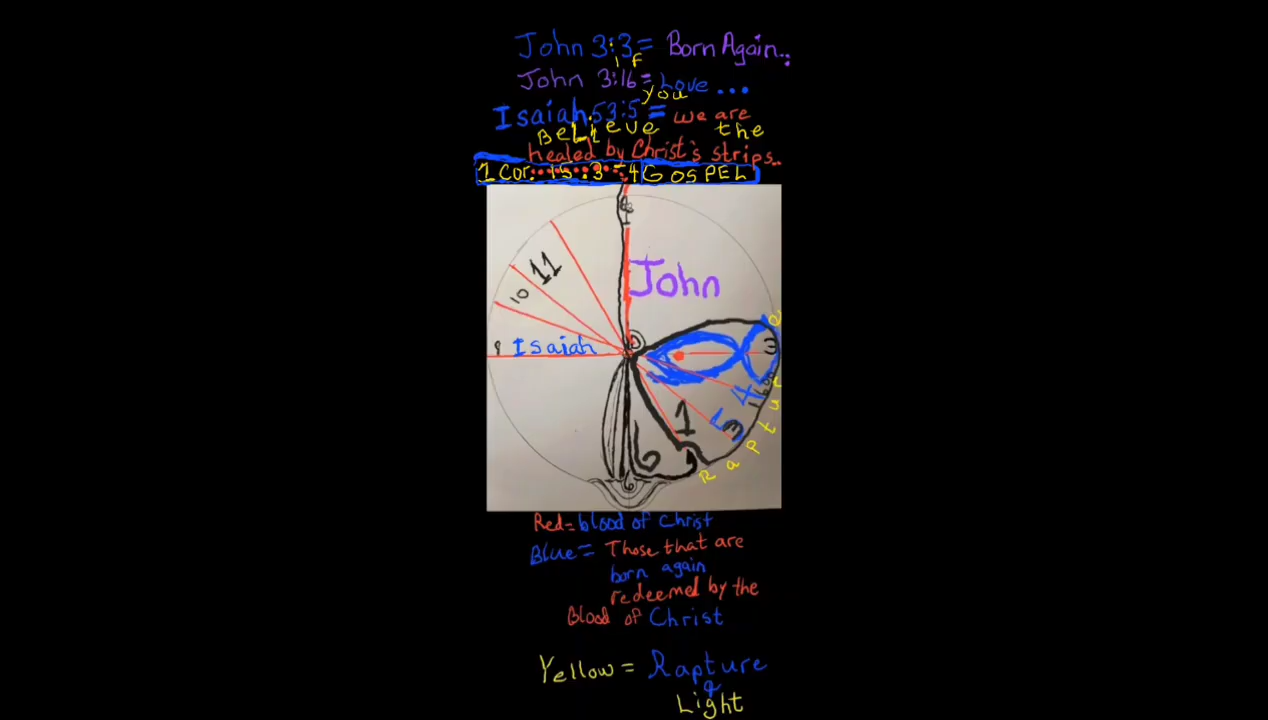 John 3:3= Born Again..
if
John 3:16= Love ...
you
Isaiah 53:5= we are
BeLieve the
healed by Christ's strips..
1 Cor. 15:3-4 GOSPEL
John
11
10
9 Isaiah
3
4
1
5
3
6
6
Rapture
Red= blood of Christ
Blue= Those that are
born again
redeemed by the
Blood of Christ
Yellow= Rapture
&
Light